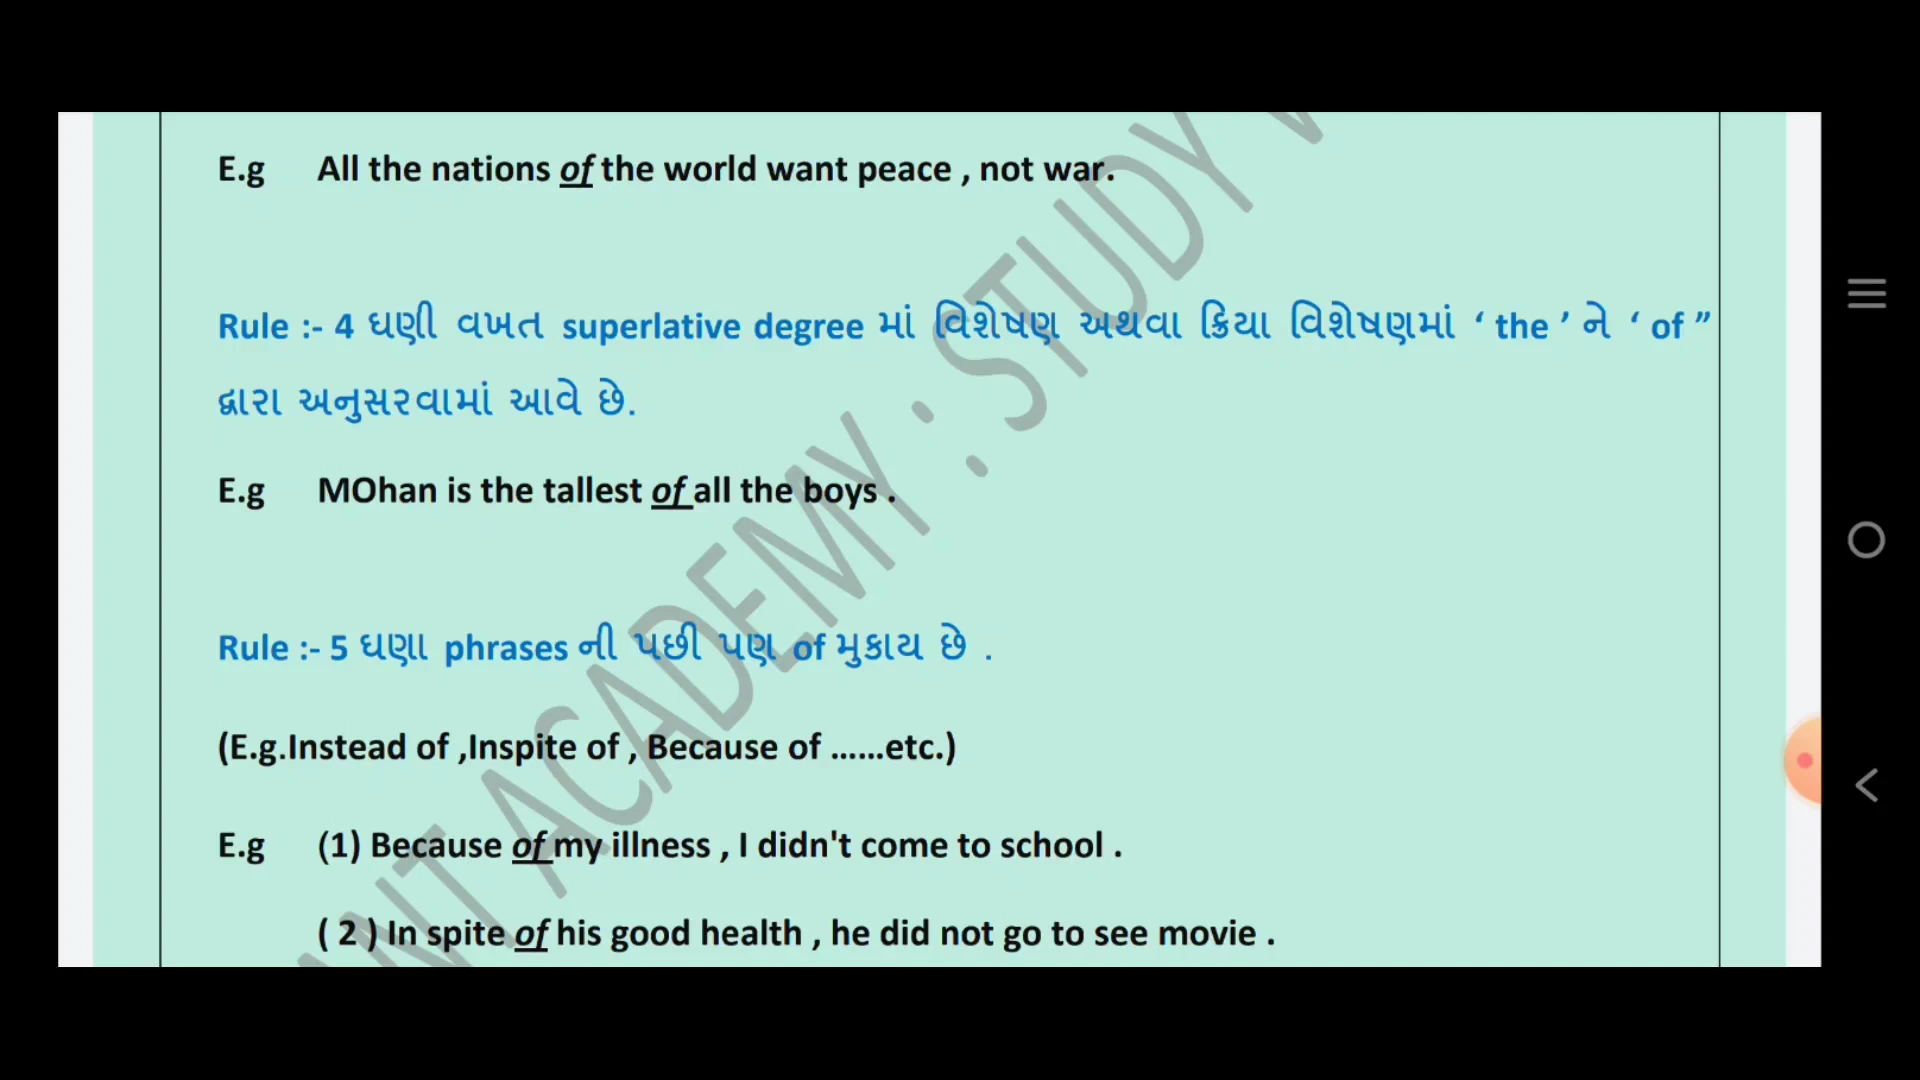 E.g All the nations of the world want peace , not war.
Rule :- 4 ઘણી વખત superlative degree માં વિશેષણ અથવા ક્રિયા વિશેષણમાં ‘ the ’ ને ‘ of ”
દ્વારા અનુસરવામાં આવે છે.
E.g MOhan is the tallest of all the boys .
Rule :- 5 ઘણા phrases ની પછી પણ of મુકાય છે .
(E.g.Instead of ,Inspite of , Because of ......etc.)
E.g (1) Because of my illness , I didn't come to school .
( 2 ) In spite of his good health , he did not go to see movie .
ANT ACADEMY : STUDY